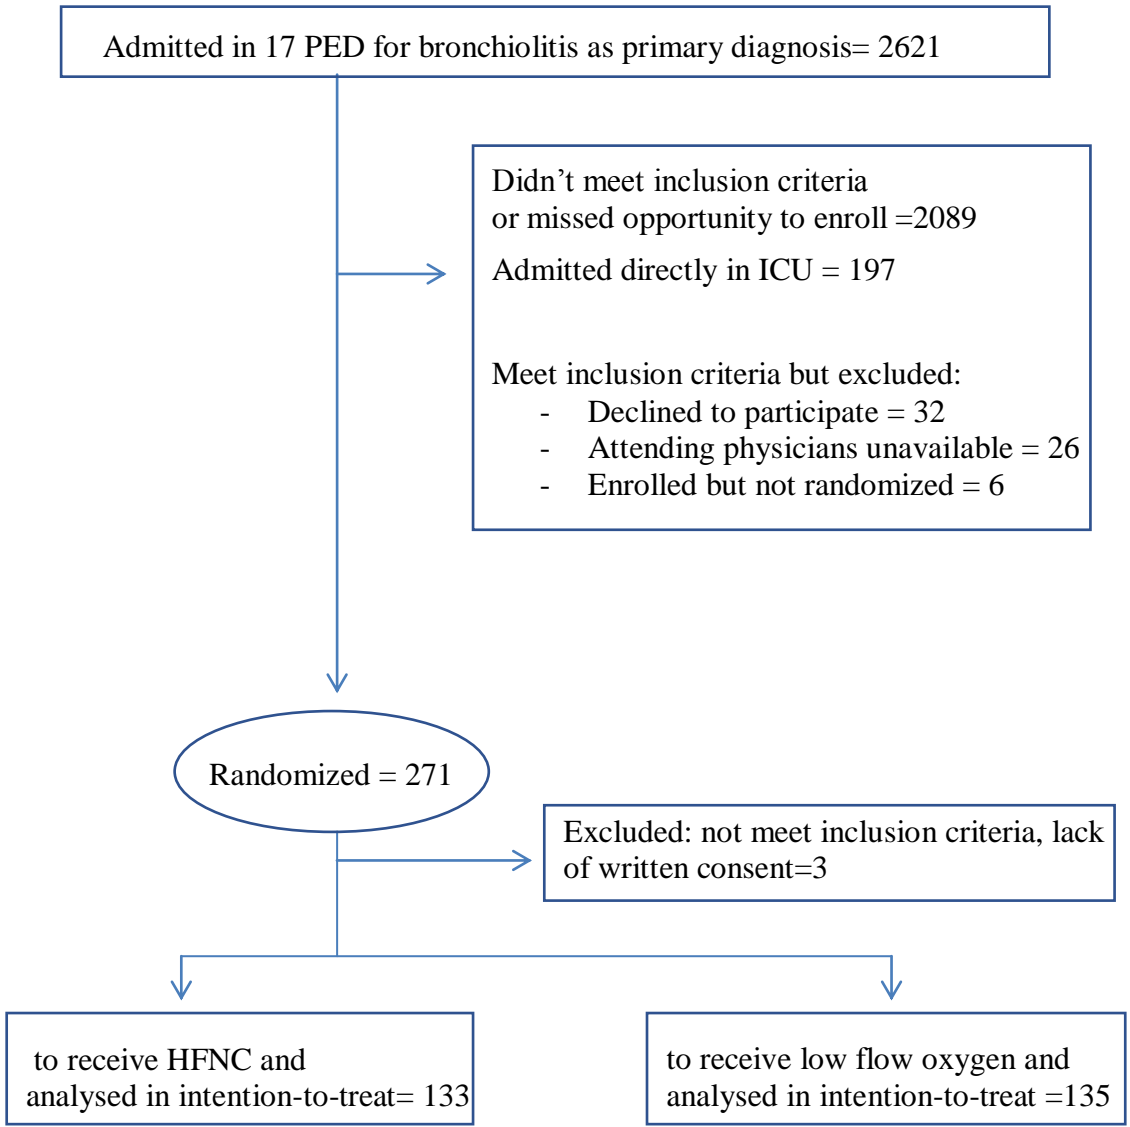 Admitted in 17 PED for bronchiolitis as primary diagnosis= 2621
Didn’t meet inclusion criteria
or missed opportunity to enroll =2089
Admitted directly in ICU = 197
Meet inclusion criteria but excluded:
- Declined to participate = 32
- Attending physicians unavailable = 26
- Enrolled but not randomized = 6
Randomized = 271
Excluded: not meet inclusion criteria, lack
of written consent=3
to receive HFNC and
analysed in intention-to-treat= 133
to receive low flow oxygen and
analysed in intention-to-treat =135